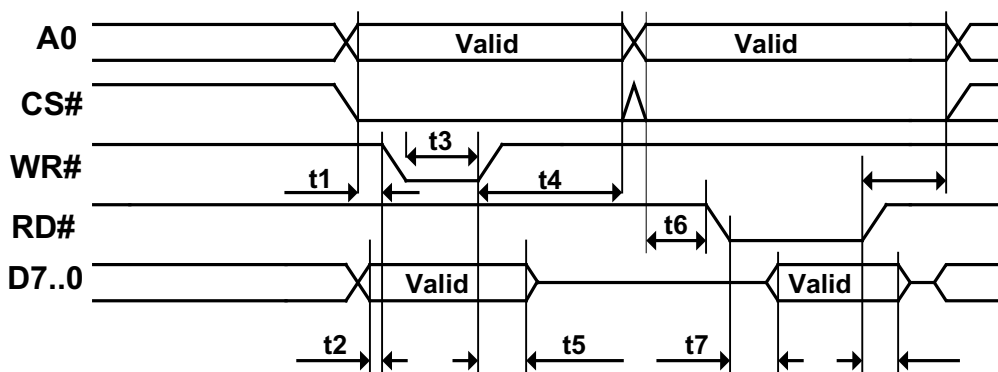 A0 Valid Valid
CS#
WR# t3
t1 t4
RD# t6
D7..0 Valid Valid
t2 t5 t7